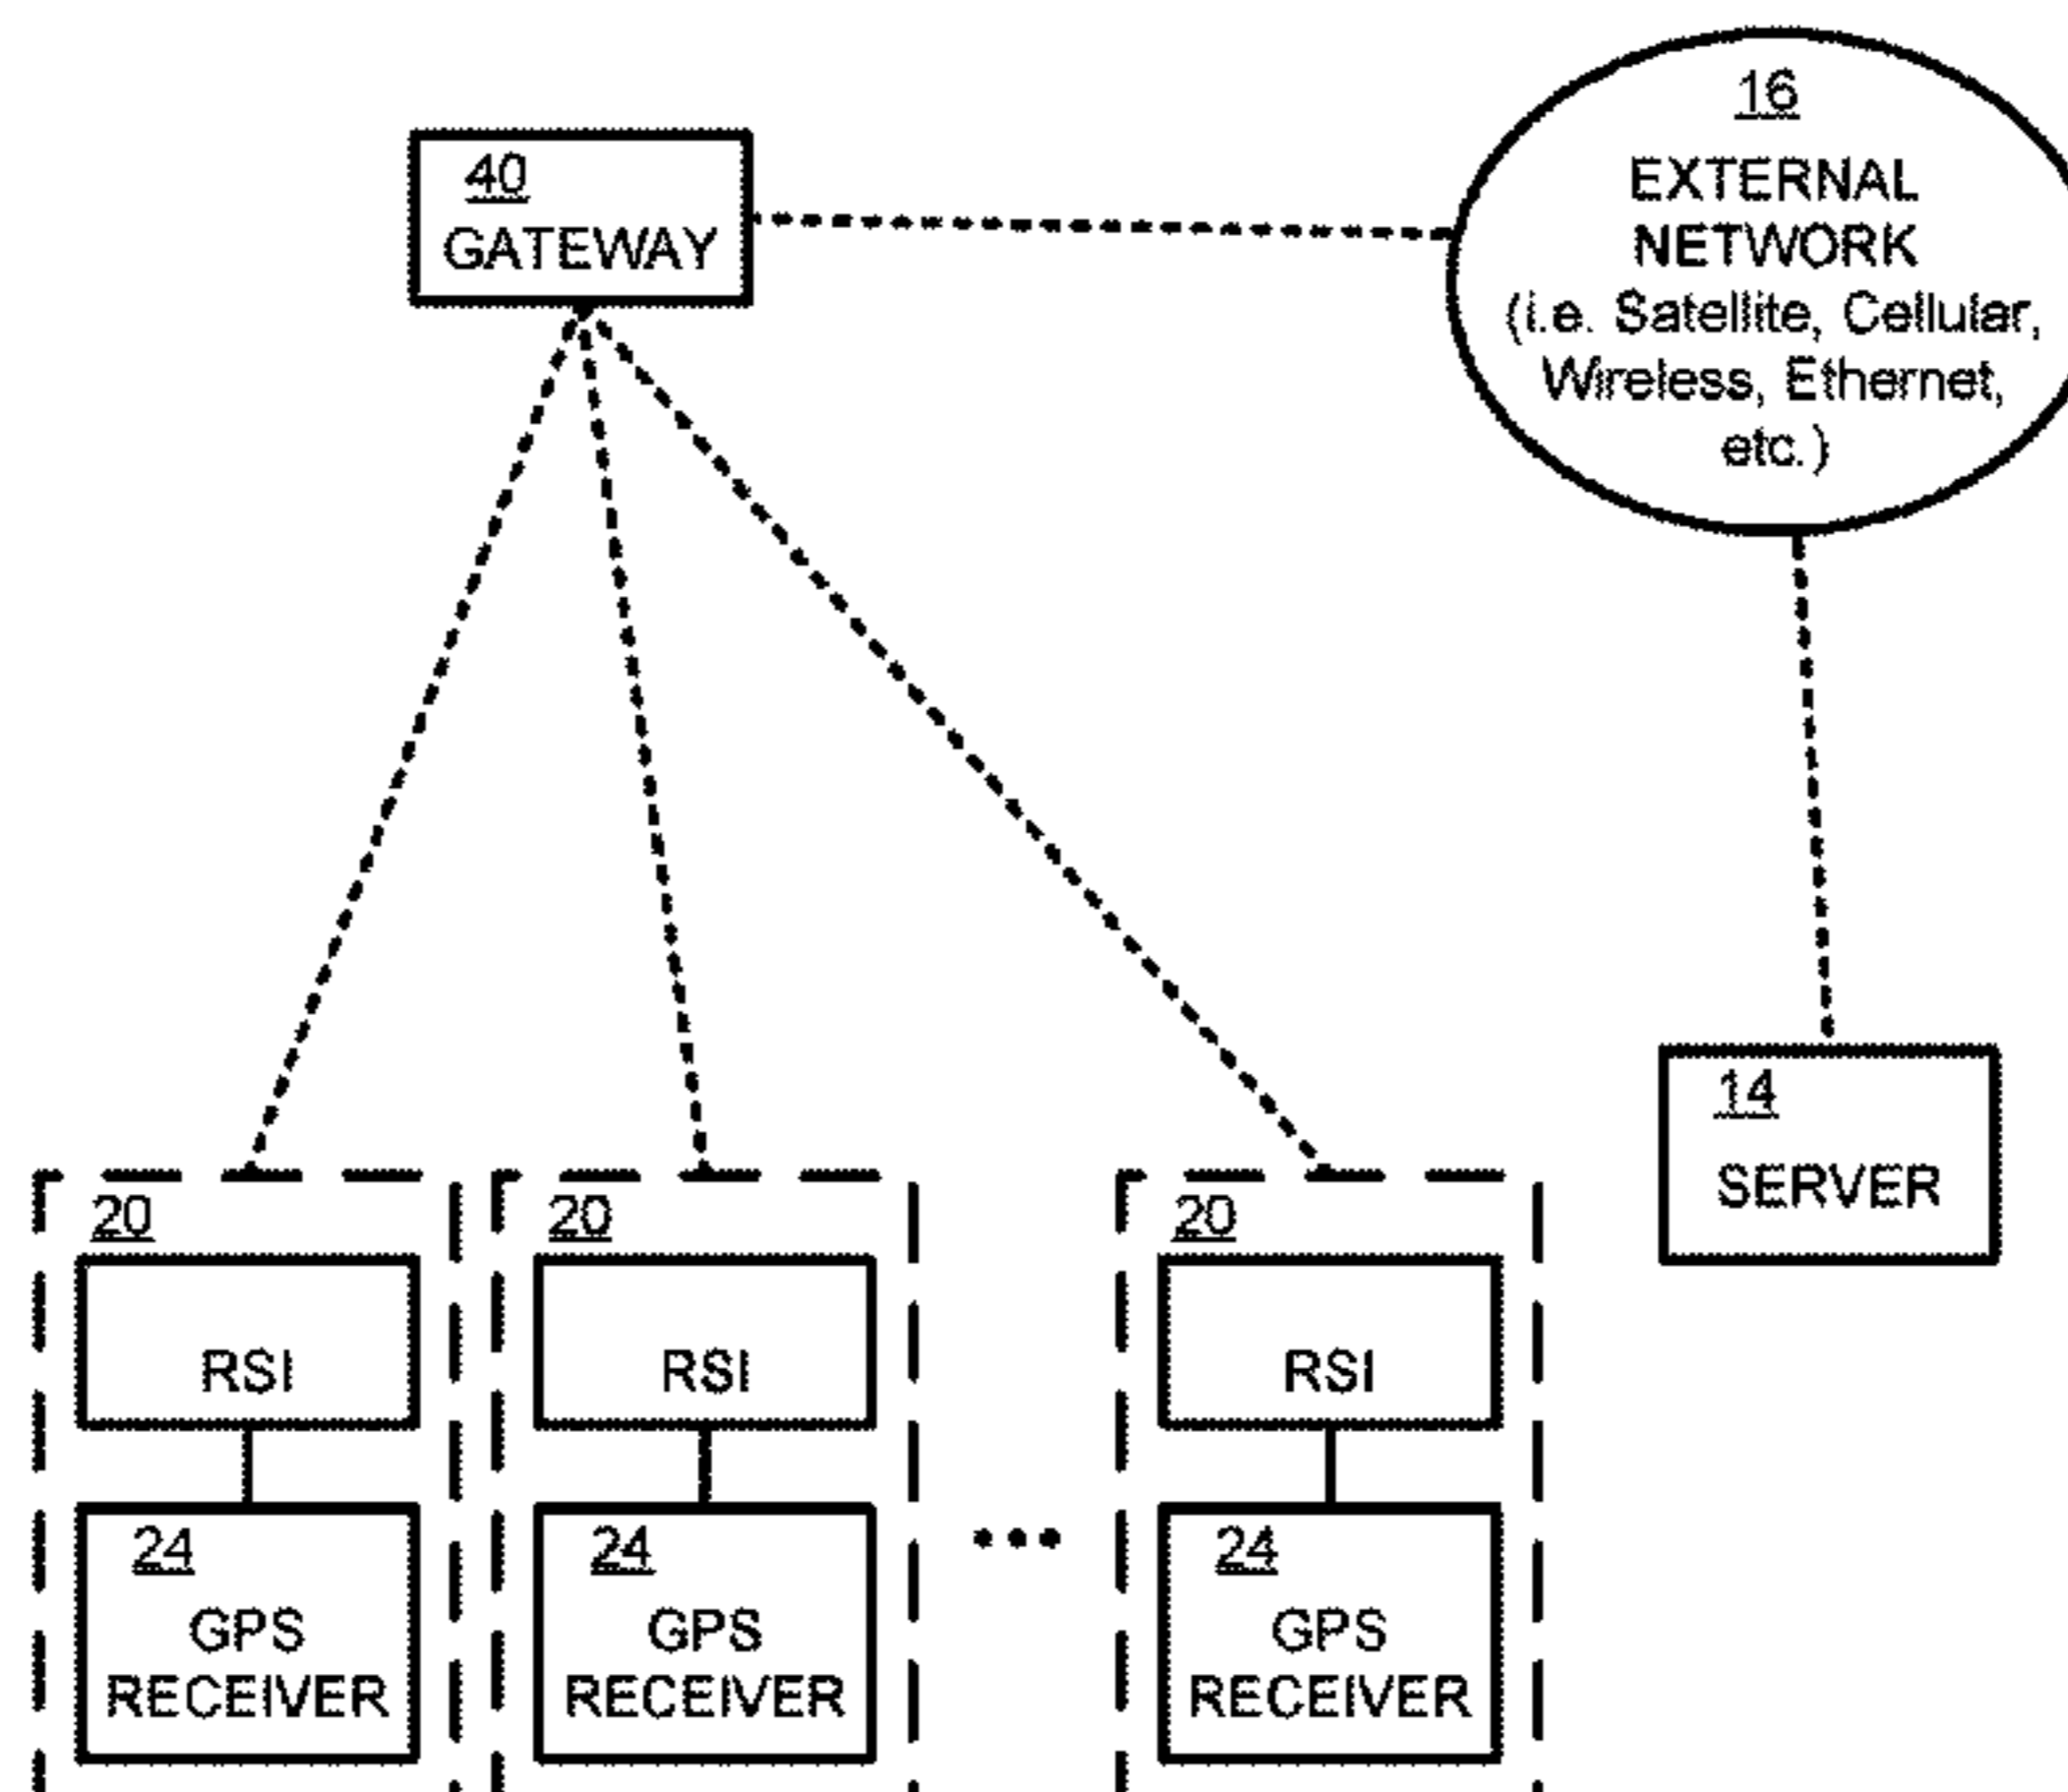 40
GATEWAY
16
EXTERNAL
NETWORK
(i.e. Satellite, Cellular,
Wireless, Ethernet,
etc.)
14
SERVER
20
RSI
24
GPS
RECEIVER
20
RSI
24
GPS
RECEIVER
20
RSI
24
GPS
RECEIVER